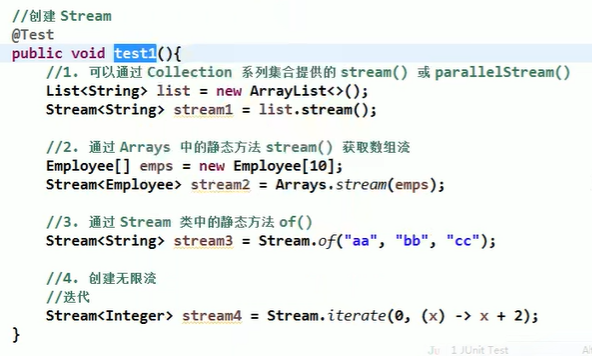 //创建 Stream
@Test
public void test1(){
//1. 可以通过 Collection 系列集合提供的 stream() 或 parallelStream()
List<String> list = new ArrayList<>();
Stream<String> stream1 = list.stream();
//2. 通过 Arrays 中的静态方法 stream() 获取数组流
Employee[] emps = new Employee[10];
Stream<Employee> stream2 = Arrays.stream(emps);
//3. 通过 Stream 类中的静态方法 of()
Stream<String> stream3 = Stream.of("aa", "bb", "cc");
//4. 创建无限流
//迭代
Stream<Integer> stream4 = Stream.iterate(0, (x) -> x + 2);
}
1 JUnit Test